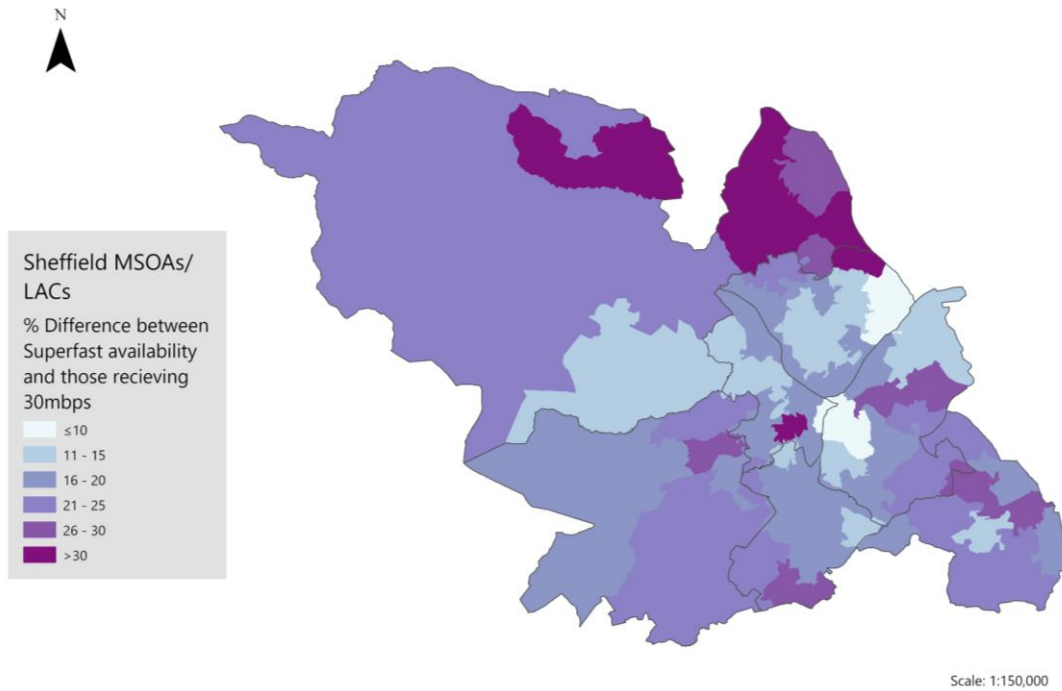 N
Sheffield MSOAs/
LACs
% Difference between
Superfast availability
and those recieving
30mbps
≤10
11 - 15
16 - 20
21 - 25
26 - 30
>30
Scale: 1:150,000